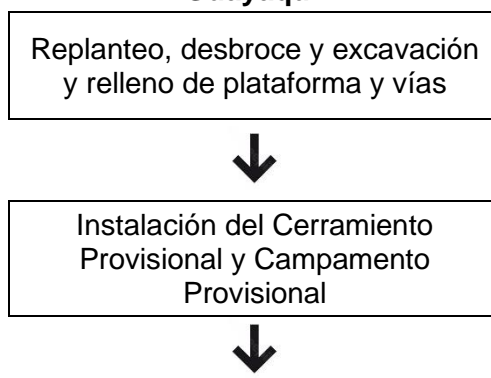 Replanteo, desbroce y excavación
y relleno de plataforma y vías
Instalación del Cerramiento
Provisional y Campamento
Provisional